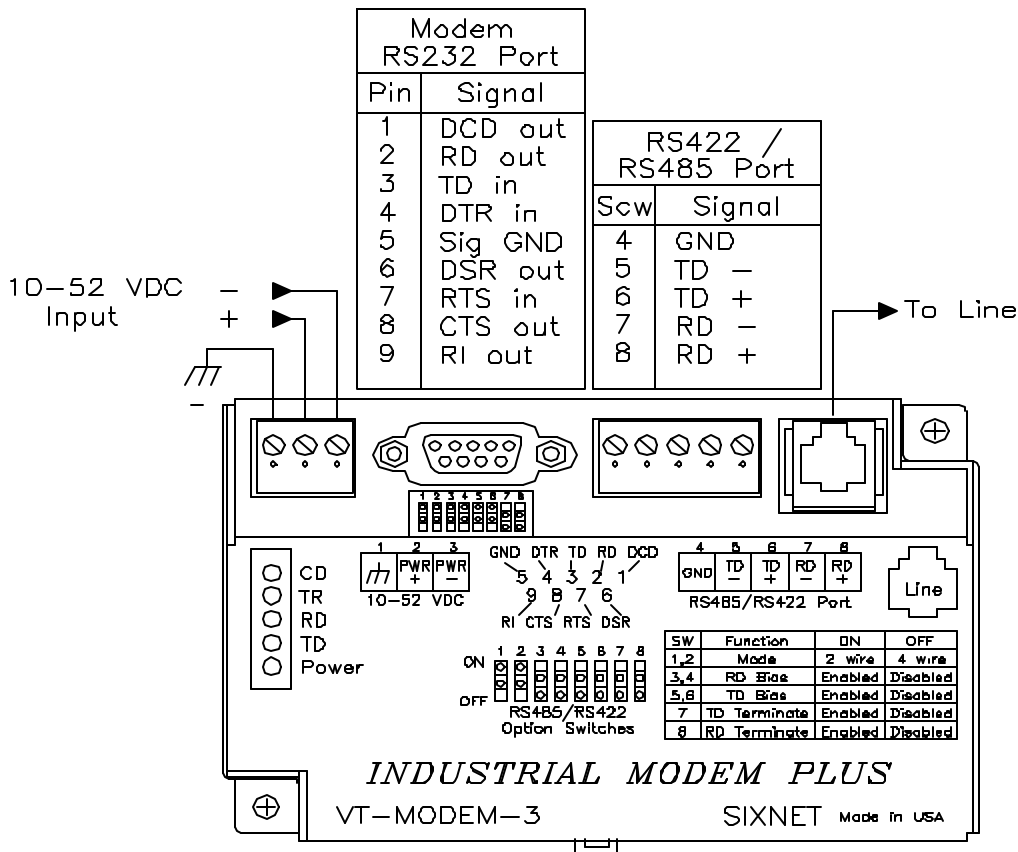 Modem
RS232 Port
Pin Signal
1 DCD out
2 RD out
3 TD in
4 DTR in
5 Sig GND
6 DSR out
7 RTS in
8 CTS out
9 RI out
RS422 /
RS485 Port
Scw Signal
4 GND
5 TD –
6 TD +
7 RD –
8 RD +
10–52 VDC –
Input +
–
To Line
1 2 3 4 5 6 7 8
CD
TR
RD
TD
Power
1 2 3
PWR + PWR –
10–52 VDC
GND DTR TD RD DCD
5 4 3 2 1
9 8 7 6
RI CTS RTS DSR
4 5 6 7 8
GND TD – TD + RD – RD +
RS485/RS422 Port
Line
1 2 3 4 5 6 7 8
ON
OFF
RS485/RS422
Option Switches
SW Function ON OFF
1,2 Mode 2 wire 4 wire
3,4 RD Bias Enabled Disabled
5,6 TD Bias Enabled Disabled
7 TD Terminate Enabled Disabled
8 RD Terminate Enabled Disabled
INDUSTRIAL MODEM PLUS
VT–MODEM–3
SIXNET Made in USA